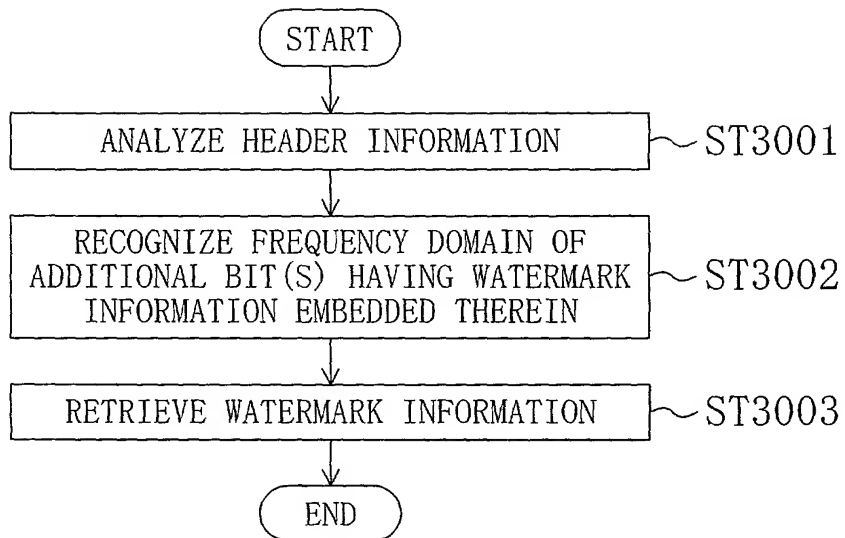 START
ANALYZE HEADER INFORMATION
ST3001
RECOGNIZE FREQUENCY DOMAIN OF
ADDITIONAL BIT(S) HAVING WATERMARK
INFORMATION EMBEDDED THEREIN
ST3002
RETRIEVE WATERMARK INFORMATION
ST3003
END